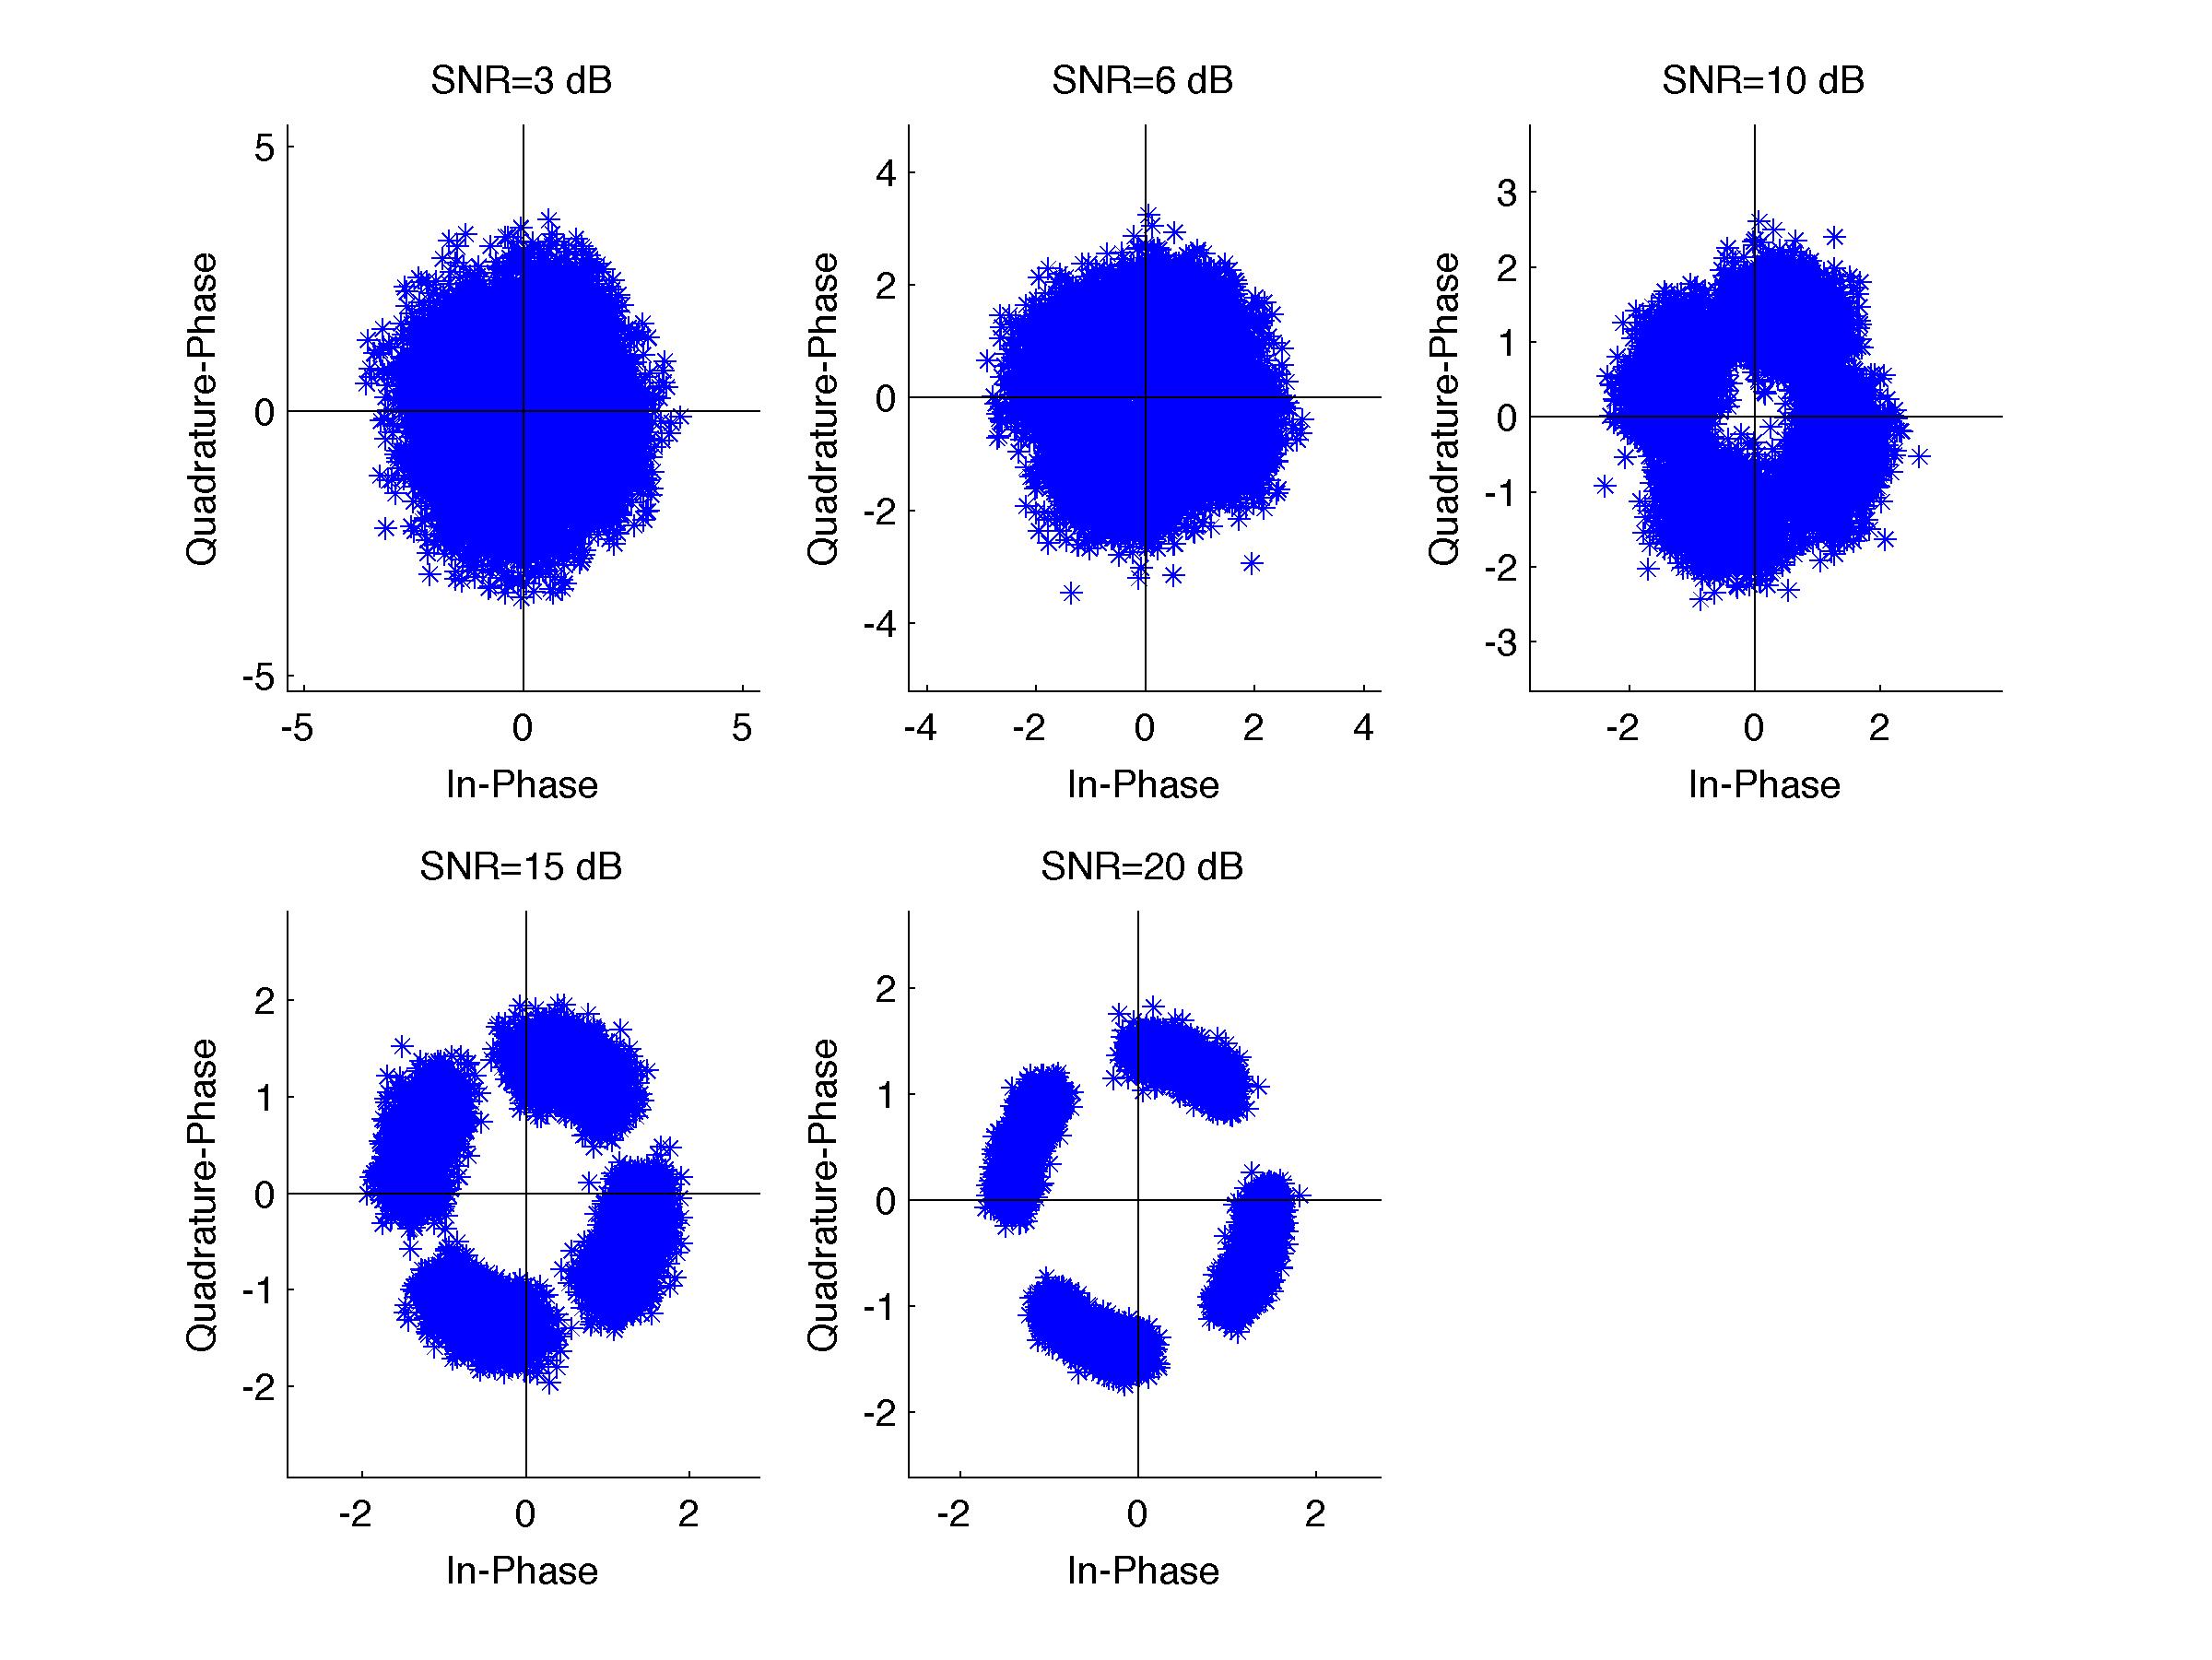 SNR=3 dB
5
0
-5
Quadrature-Phase
-5 0 5
In-Phase
SNR=6 dB
4
2
0
-2
-4
Quadrature-Phase
-4 -2 0 2 4
In-Phase
SNR=10 dB
3
2
1
0
-1
-2
-3
Quadrature-Phase
-2 0 2
In-Phase
SNR=15 dB
2
1
0
-1
-2
Quadrature-Phase
-2 0 2
In-Phase
SNR=20 dB
2
1
0
-1
-2
Quadrature-Phase
-2 0 2
In-Phase